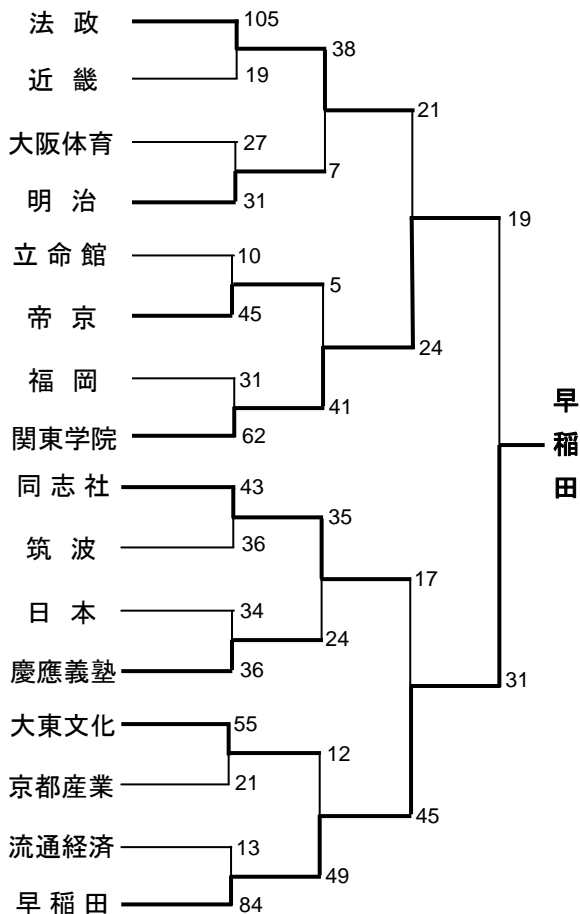 法政
105
38
近畿
19
21
大阪体育
27
7
明治
31
19
立命館
10
5
帝京
45
24
福岡
31
41
関東学院
62
早稲田
同志社
43
35
筑波
36
17
日本
34
24
慶應義塾
36
31
大東文化
55
12
京都産業
21
45
流通経済
13
49
早稲田
84